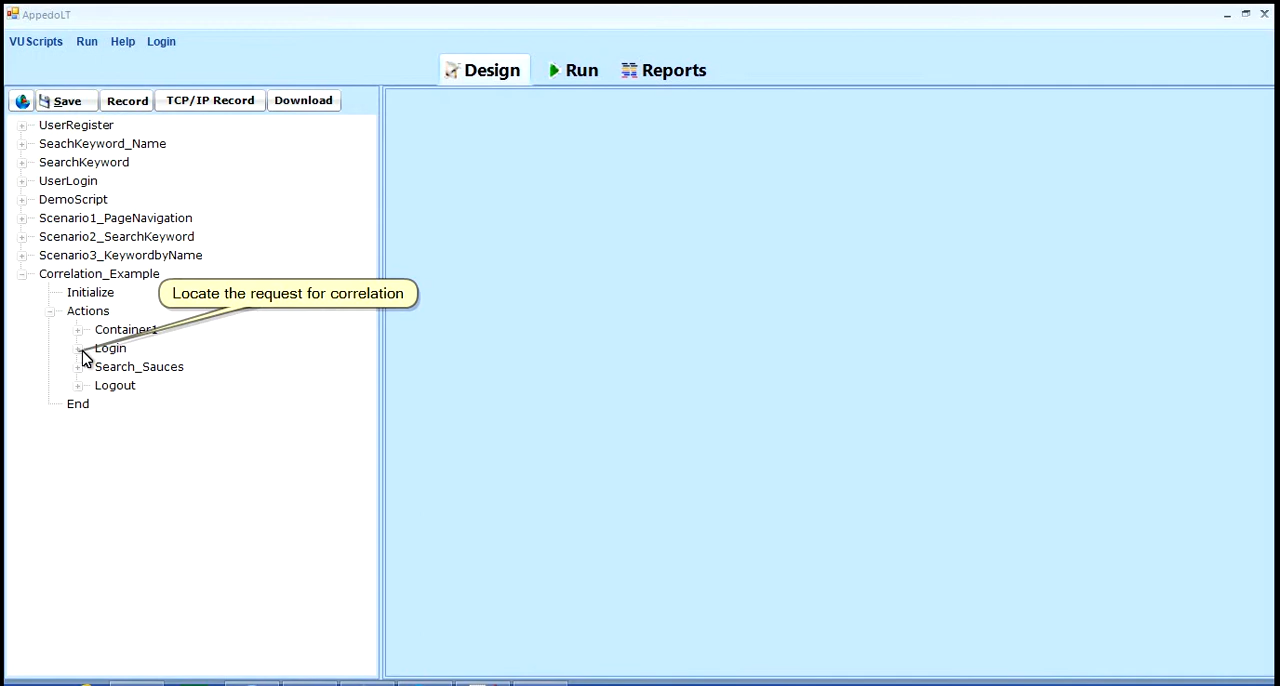 AppedoLT
VUScripts Run Help Login
Design Run Reports
Save Record TCP/IP Record Download
UserRegister
SeachKeyword_Name
SearchKeyword
UserLogin
DemoScript
Scenario1_PageNavigation
Scenario2_SearchKeyword
Scenario3_KeywordbyName
Correlation_Example
Initialize
Locate the request for correlation
Actions
Container1
Login
Search_Sauces
Logout
End